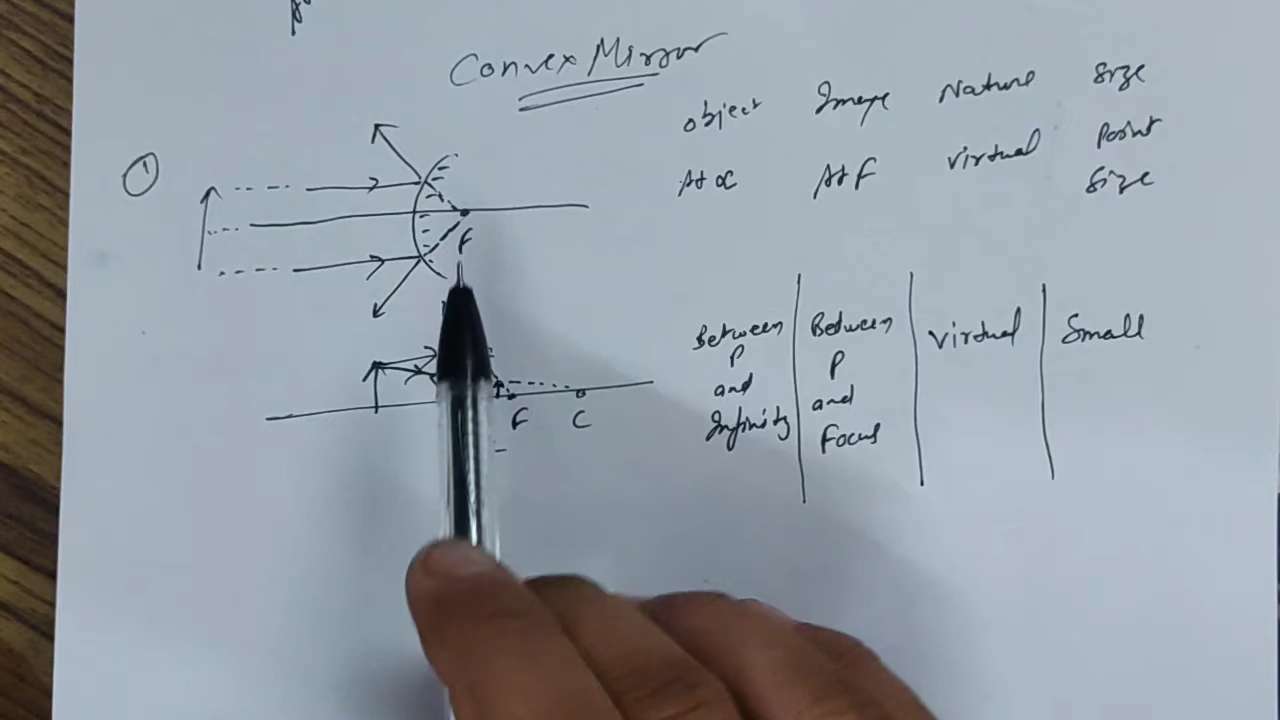 Convex Mirror
object Image Nature Size
①
At ∝ At F Virtual Point Size
F
Between P and Infinity
Between P and Focus
Virtual
Small
F C